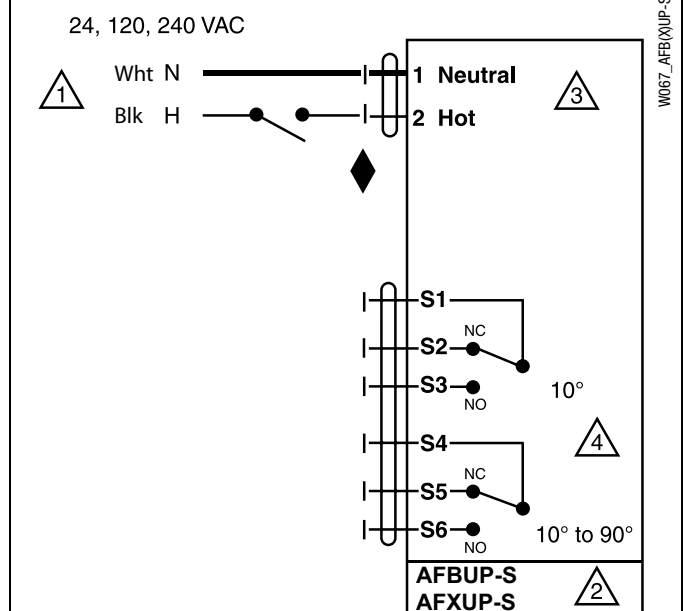 24, 120, 240 VAC
W067_AFB(X)UP-S
1 Wht N 1 Neutral 3
Blk H 2 Hot
S1
NC
S2
S3 10°
NO
4
S4
NC
S5
S6 10° to 90°
NO
AFBUP-S
AFXUP-S 2